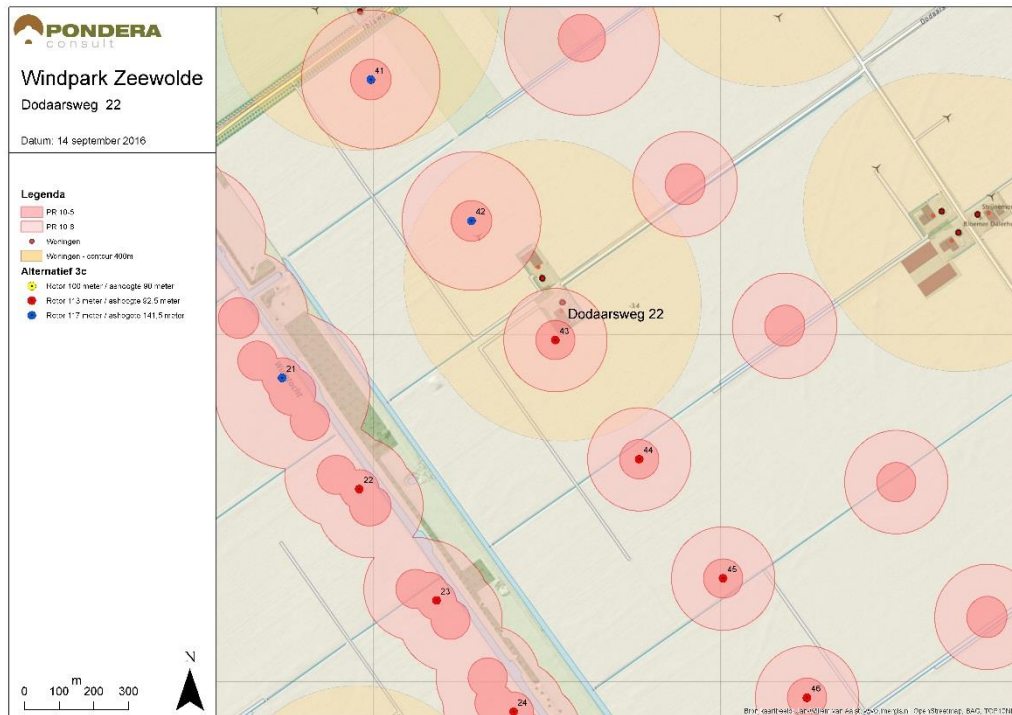 PONDERA
consult
Windpark Zeewolde
Dodaarsweg 22
Datum: 14 september 2016
Legenda
PR 10-5
PR 10-6
Woningen
Woningen - contour 400m
Alternatief 3c
Rotor 100 meter / ashoogte 90 meter
Rotor 113 meter / ashoogte 92,5 meter
Rotor 117 meter / ashoogte 141,5 meter
N
m
0 100 200 300
41
42
Dodaarsweg 22
43
21
44
22
45
23
46
24